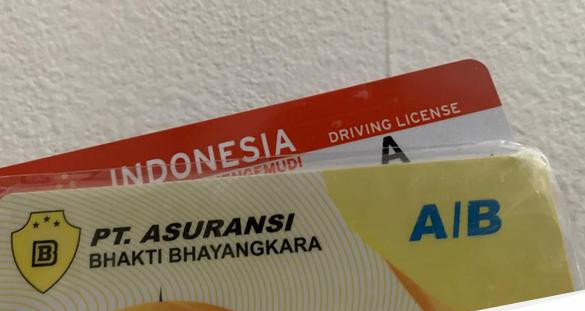 INDONESIA
DRIVING LICENSE
A
PT. ASURANSI
BHAKTI BHAYANGKARA
A/B
B